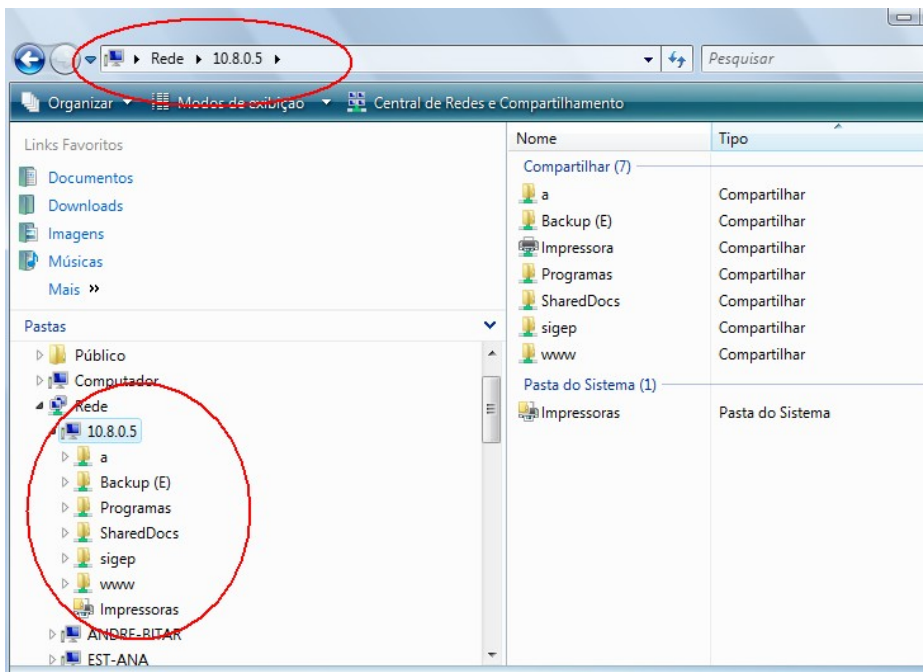 Rede 10.8.0.5 Pesquisar
Organizar Modos de exibição Central de Redes e Compartilhamento
Links Favoritos
Documentos
Downloads
Imagens
Músicas
Mais »
Pastas
Público
Computador
Rede
10.8.0.5
a
Backup (E)
Programas
SharedDocs
sigep
www
Impressoras
ANDRE-BITAR
EST-ANA
Nome Tipo
Compartilhar (7)
a Compartilhar
Backup (E) Compartilhar
Impressora Compartilhar
Programas Compartilhar
SharedDocs Compartilhar
sigep Compartilhar
www Compartilhar
Pasta do Sistema (1)
Impressoras Pasta do Sistema